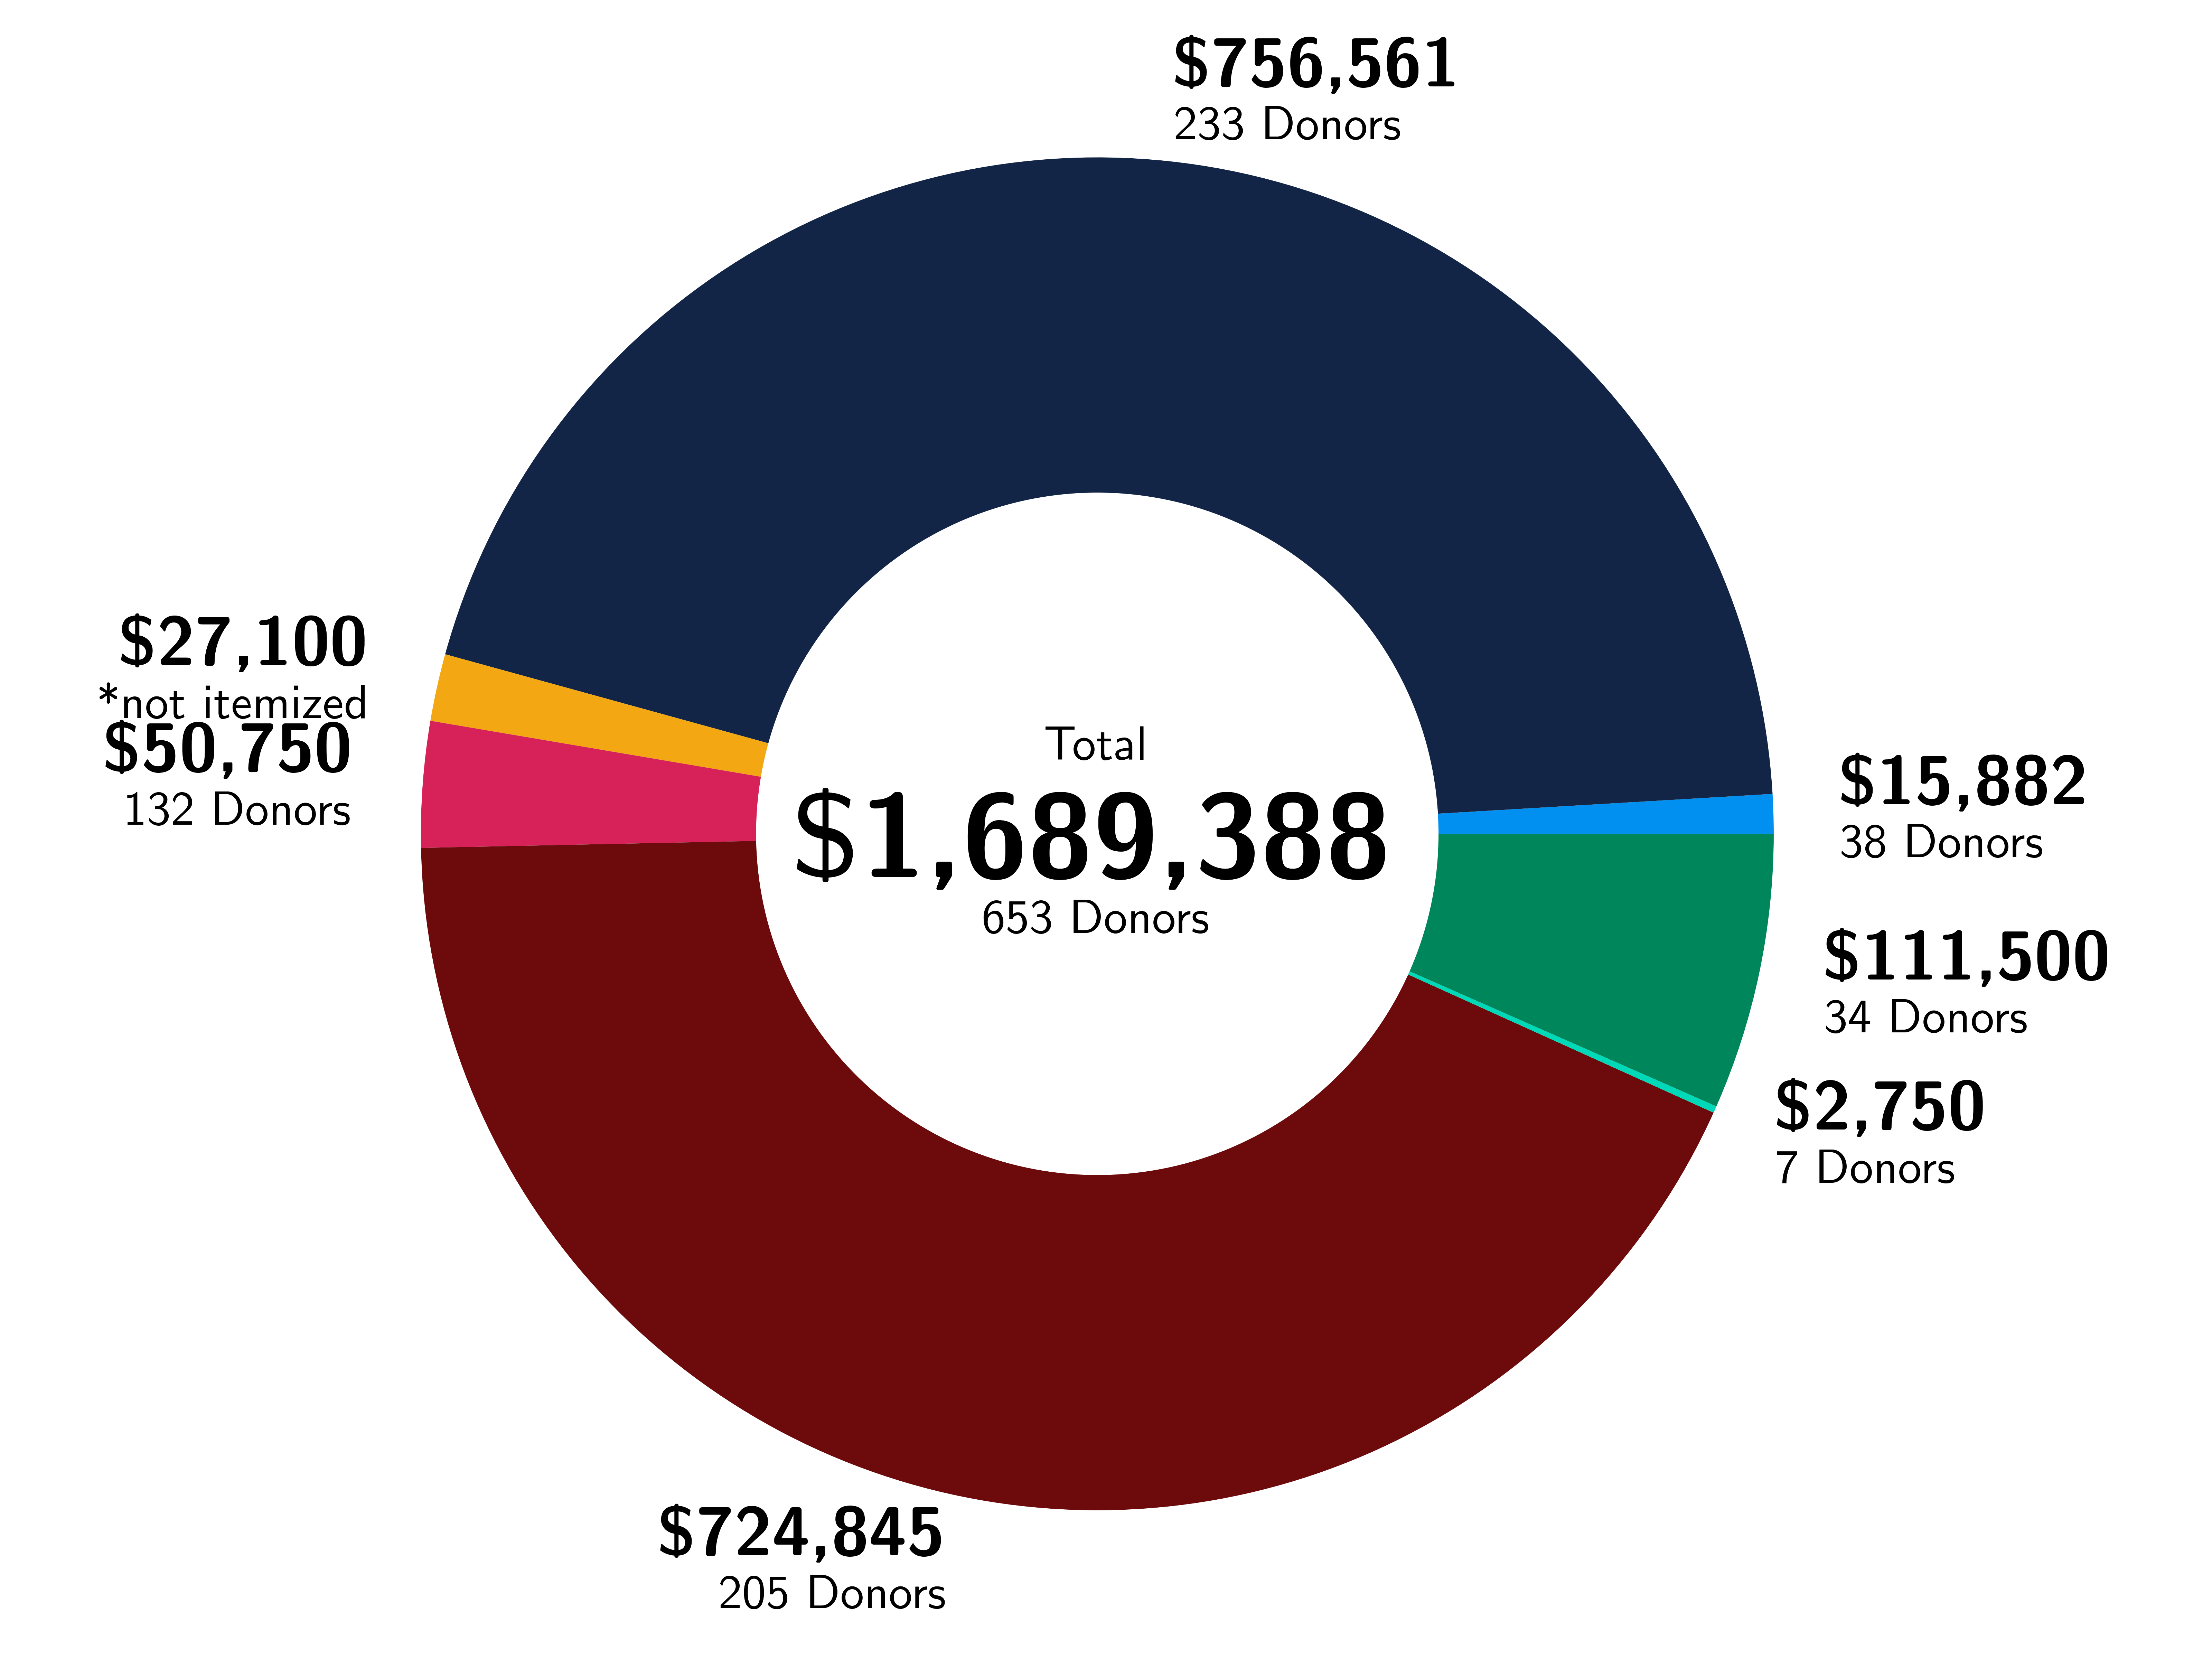 $756,561
233 Donors
$27,100
*not itemized
$50,750
132 Donors
Total
$1,689,388
653 Donors
$15,882
38 Donors
$111,500
34 Donors
$2,750
7 Donors
$724,845
205 Donors